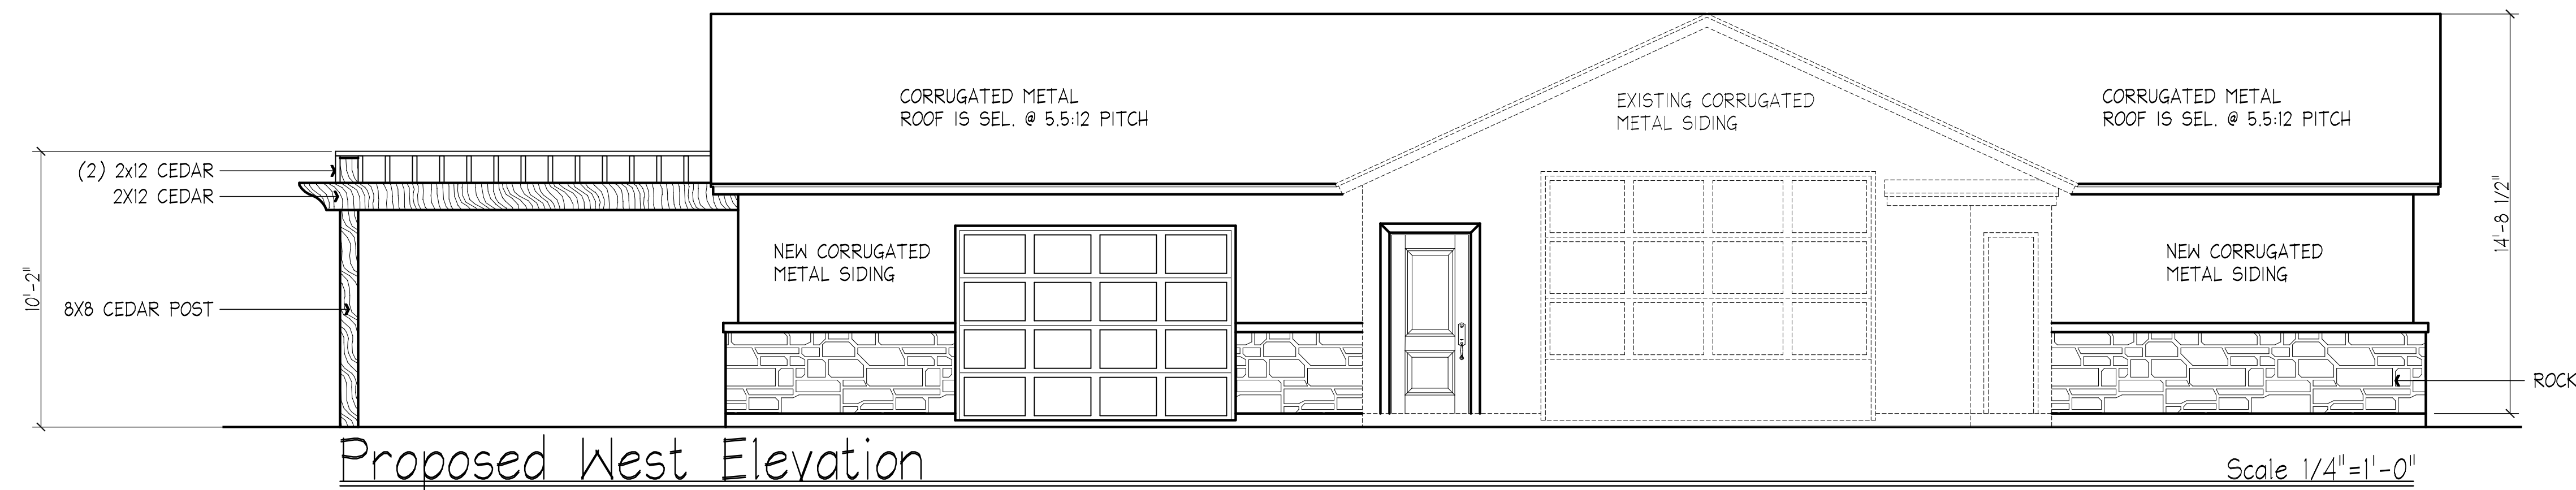 CORRUGATED METAL
ROOF IS SEL. @ 5.5:12 PITCH
EXISTING CORRUGATED
METAL SIDING
CORRUGATED METAL
ROOF IS SEL. @ 5.5:12 PITCH
(2) 2x12 CEDAR
2X12 CEDAR
8X8 CEDAR POST
10'-2"
NEW CORRUGATED
METAL SIDING
NEW CORRUGATED
METAL SIDING
14'-8 1/2"
ROCK
Proposed West Elevation
Scale 1/4"=1'-0"